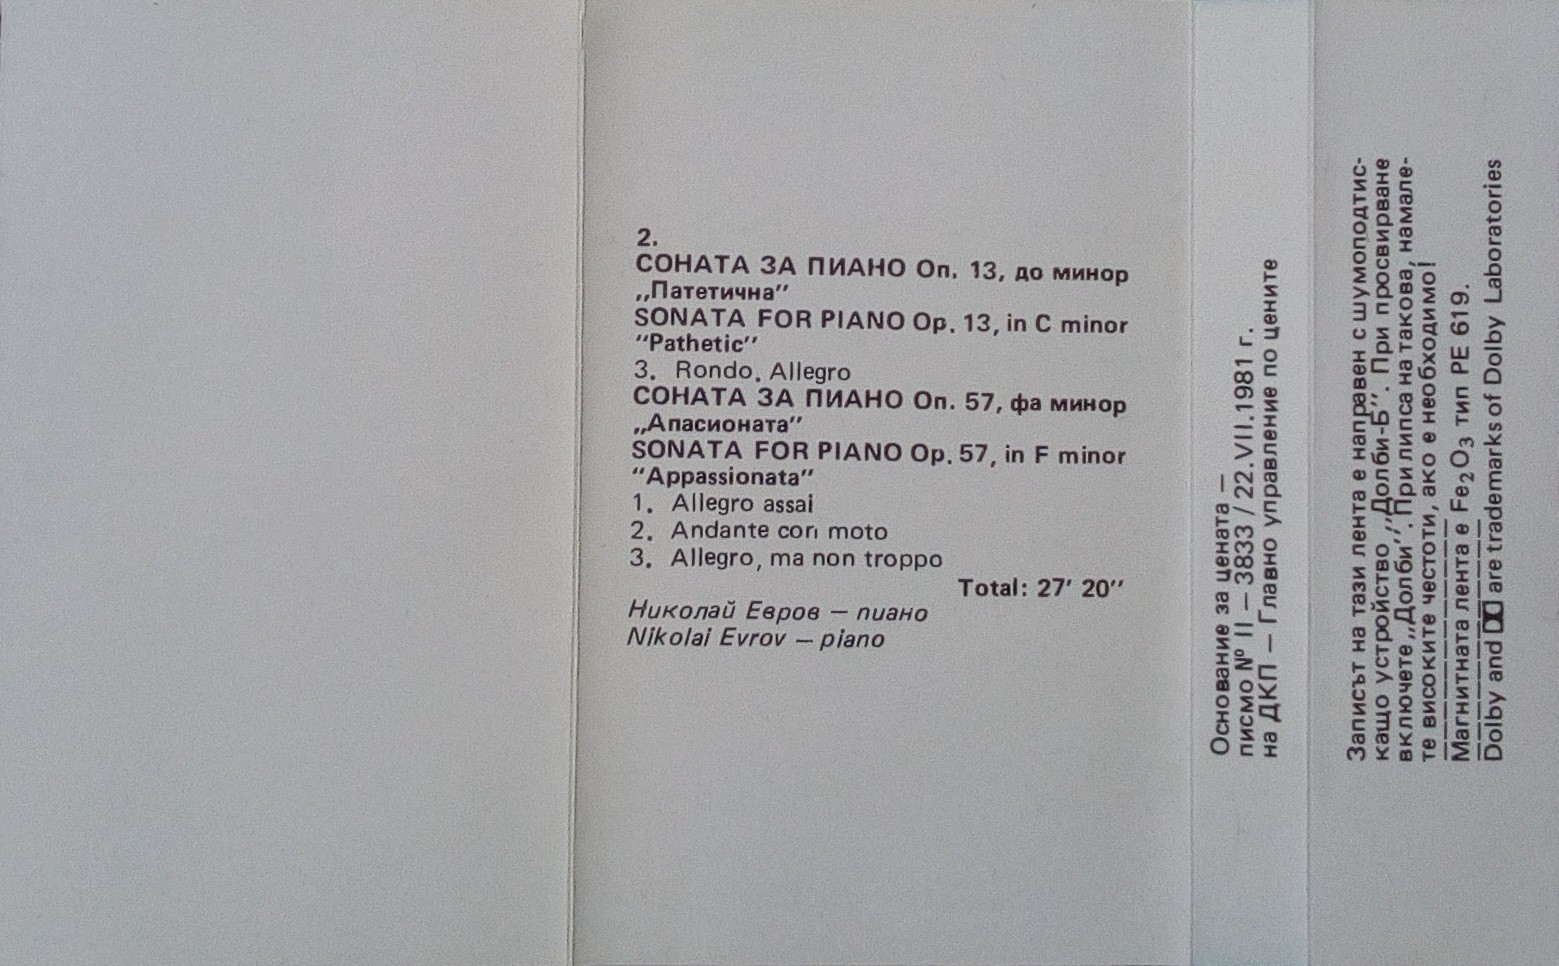 2.
СОНАТА ЗА ПИАНО Оп. 13, до минор
„Патетична"
SONATA FOR PIANO Op. 13, in C minor
"Pathetic"
3. Rondo. Allegro
СОНАТА ЗА ПИАНО Оп. 57, фа минор
„Апасионата"
SONATA FOR PIANO Op. 57, in F minor
"Appassionata"
1. Allegro assai
2. Andante con moto
3. Allegro, ma non troppo
Total: 27' 20"
Николай Евров — пиано
Nikolai Evrov — piano
Основание за цената —
писмо № II — 3833 / 22.VII.1981 г.
на ДКП — Главно управление по цените
Записът на тази лента е направен с шумоподтис-
кащо устройство „Долби-Б". При просвирване
включете „Долби". При липса на такова, намале-
те високите честоти, ако е необходимо!
Магнитната лента е Fe₂O₃ тип PE 619.
Dolby and are trademarks of Dolby Laboratories